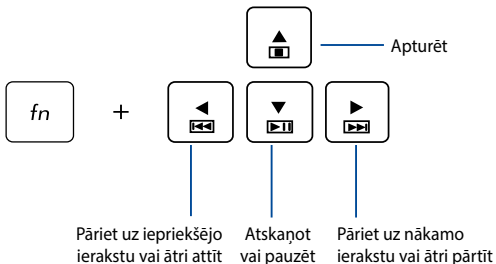 Apturēt
fn +
Pāriet uz iepriekšējo
ierakstu vai ātri attīt
Atskaņot
vai pauzēt
Pāriet uz nākamo
ierakstu vai ātri pārtīt